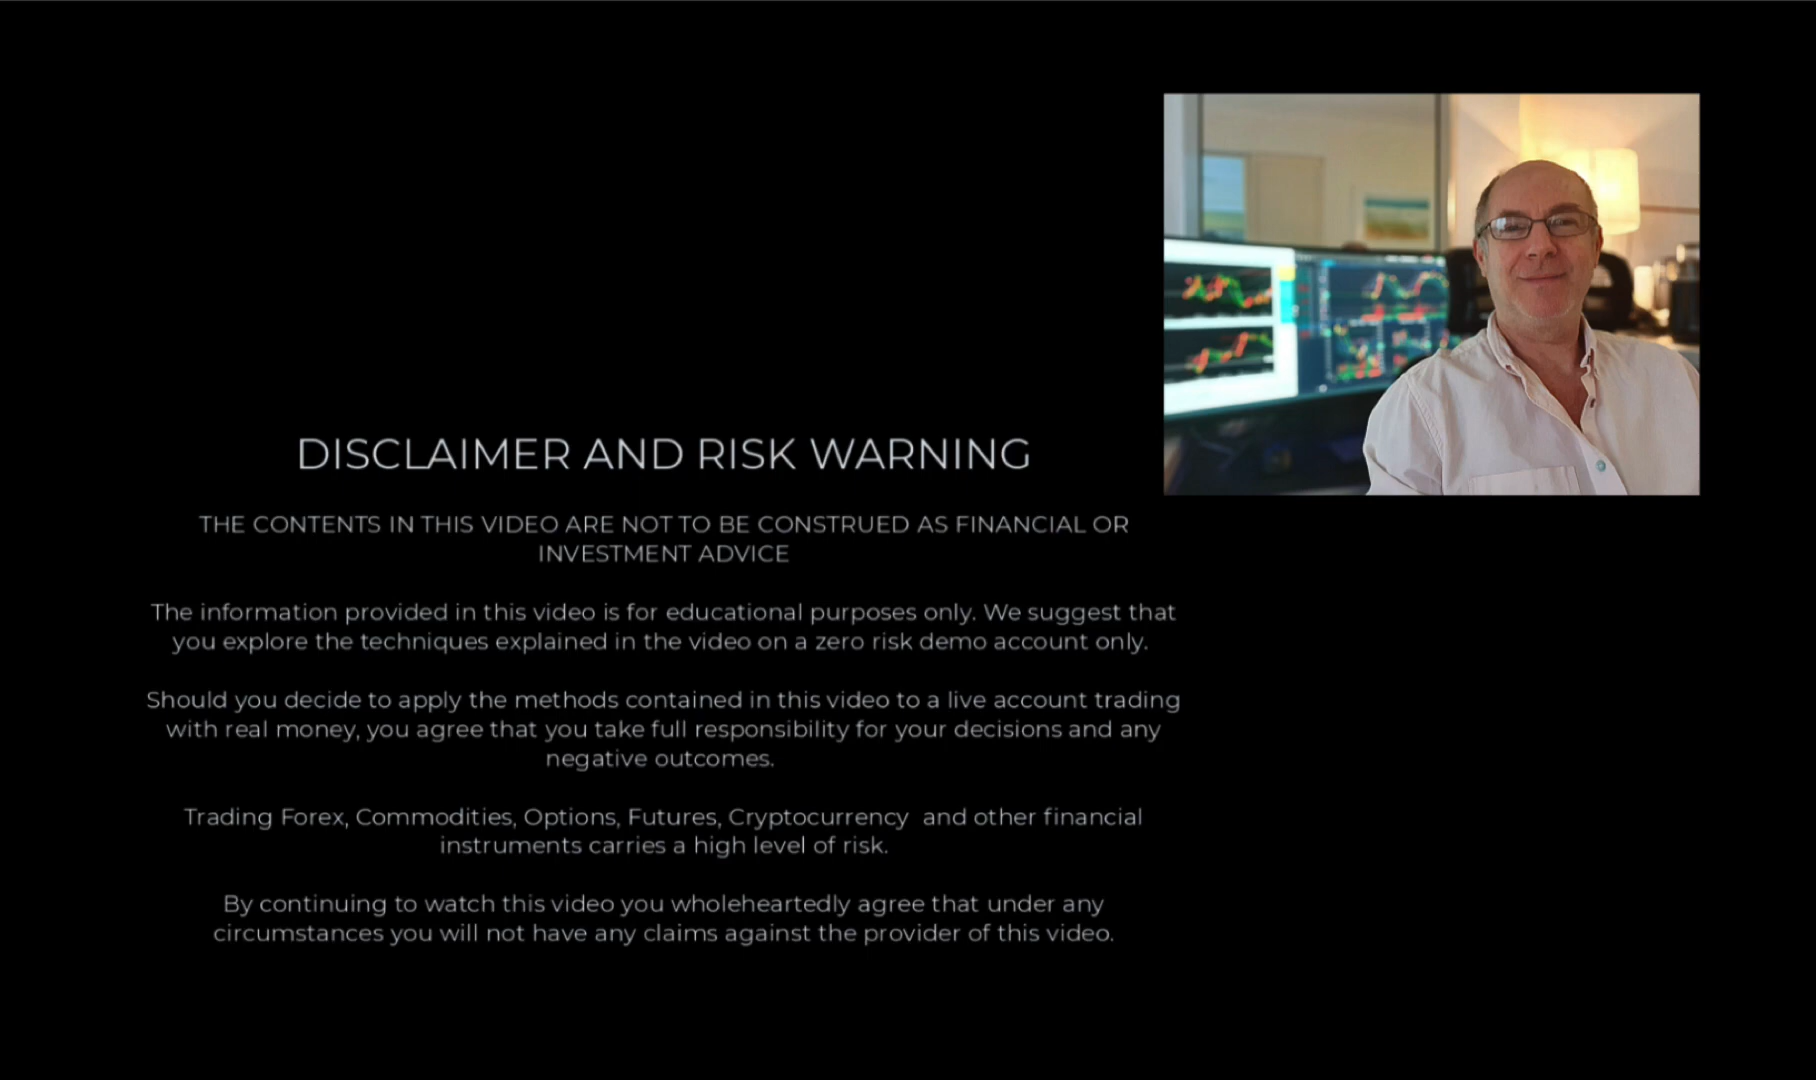 DISCLAIMER AND RISK WARNING
THE CONTENTS IN THIS VIDEO ARE NOT TO BE CONSTRUED AS FINANCIAL OR
INVESTMENT ADVICE
The information provided in this video is for educational purposes only. We suggest that
you explore the techniques explained in the video on a zero risk demo account only.
Should you decide to apply the methods contained in this video to a live account trading
with real money, you agree that you take full responsibility for your decisions and any
negative outcomes.
Trading Forex, Commodities, Options, Futures, Cryptocurrency  and other financial
instruments carries a high level of risk.
By continuing to watch this video you wholeheartedly agree that under any
circumstances you will not have any claims against the provider of this video.